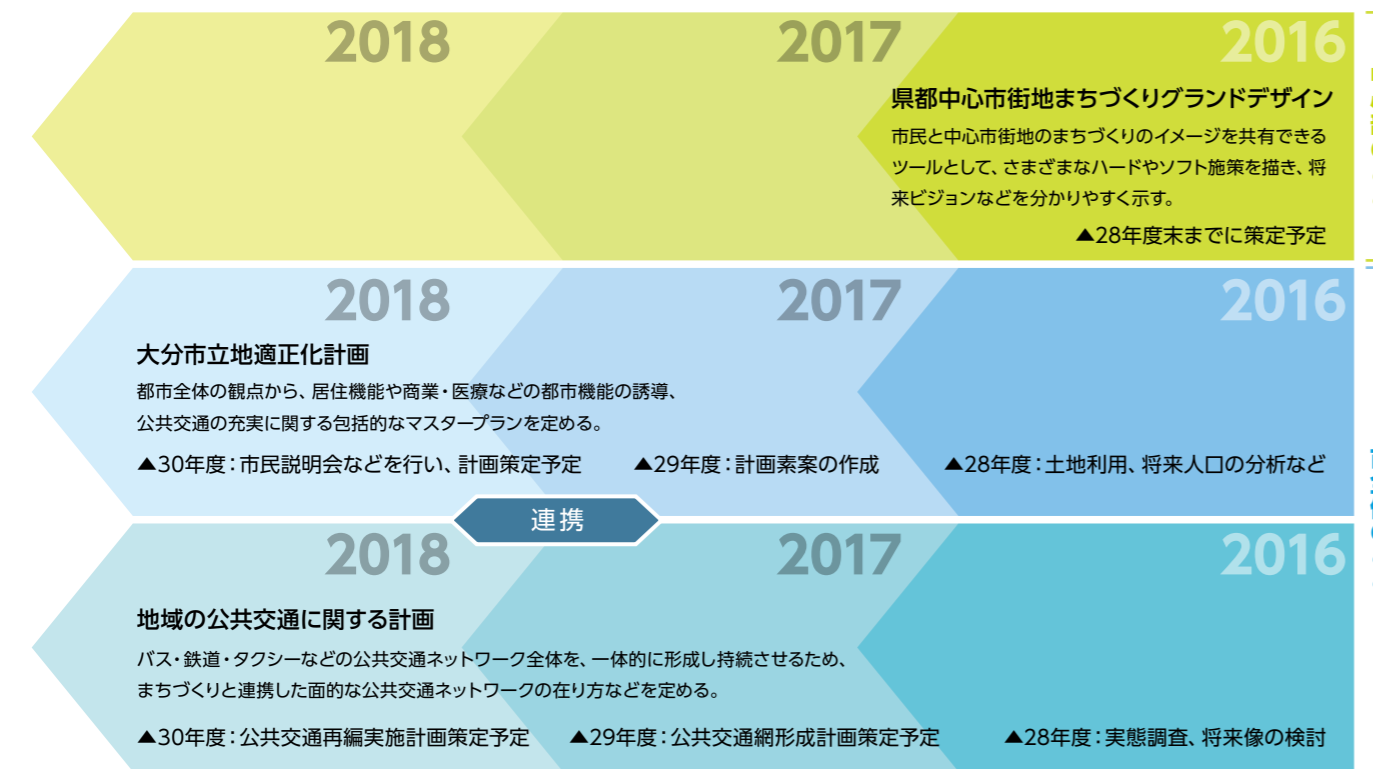 2018 2017 2016
県都中心市街地まちづくりグランドデザイン
市民と中心市街地のまちづくりのイメージを共有できる
ツールとして、さまざまなハードやソフト施策を描き、将
来ビジョンなどを分かりやすく示す。
▲28年度末までに策定予定
2018 2017 2016
大分市立地適正化計画
都市全体の観点から、居住機能や商業・医療などの都市機能の誘導、
公共交通の充実に関する包括的なマスタープランを定める。
▲30年度：市民説明会などを行い、計画策定予定 ▲29年度：計画素案の作成 ▲28年度：土地利用、将来人口の分析など
連携
2018 2017 2016
地域の公共交通に関する計画
バス・鉄道・タクシーなどの公共交通ネットワーク全体を、一体的に形成し持続させるため、
まちづくりと連携した面的な公共交通ネットワークの在り方などを定める。
▲30年度：公共交通再編実施計画策定予定 ▲29年度：公共交通網形成計画策定予定 ▲28年度：実態調査、将来像の検討